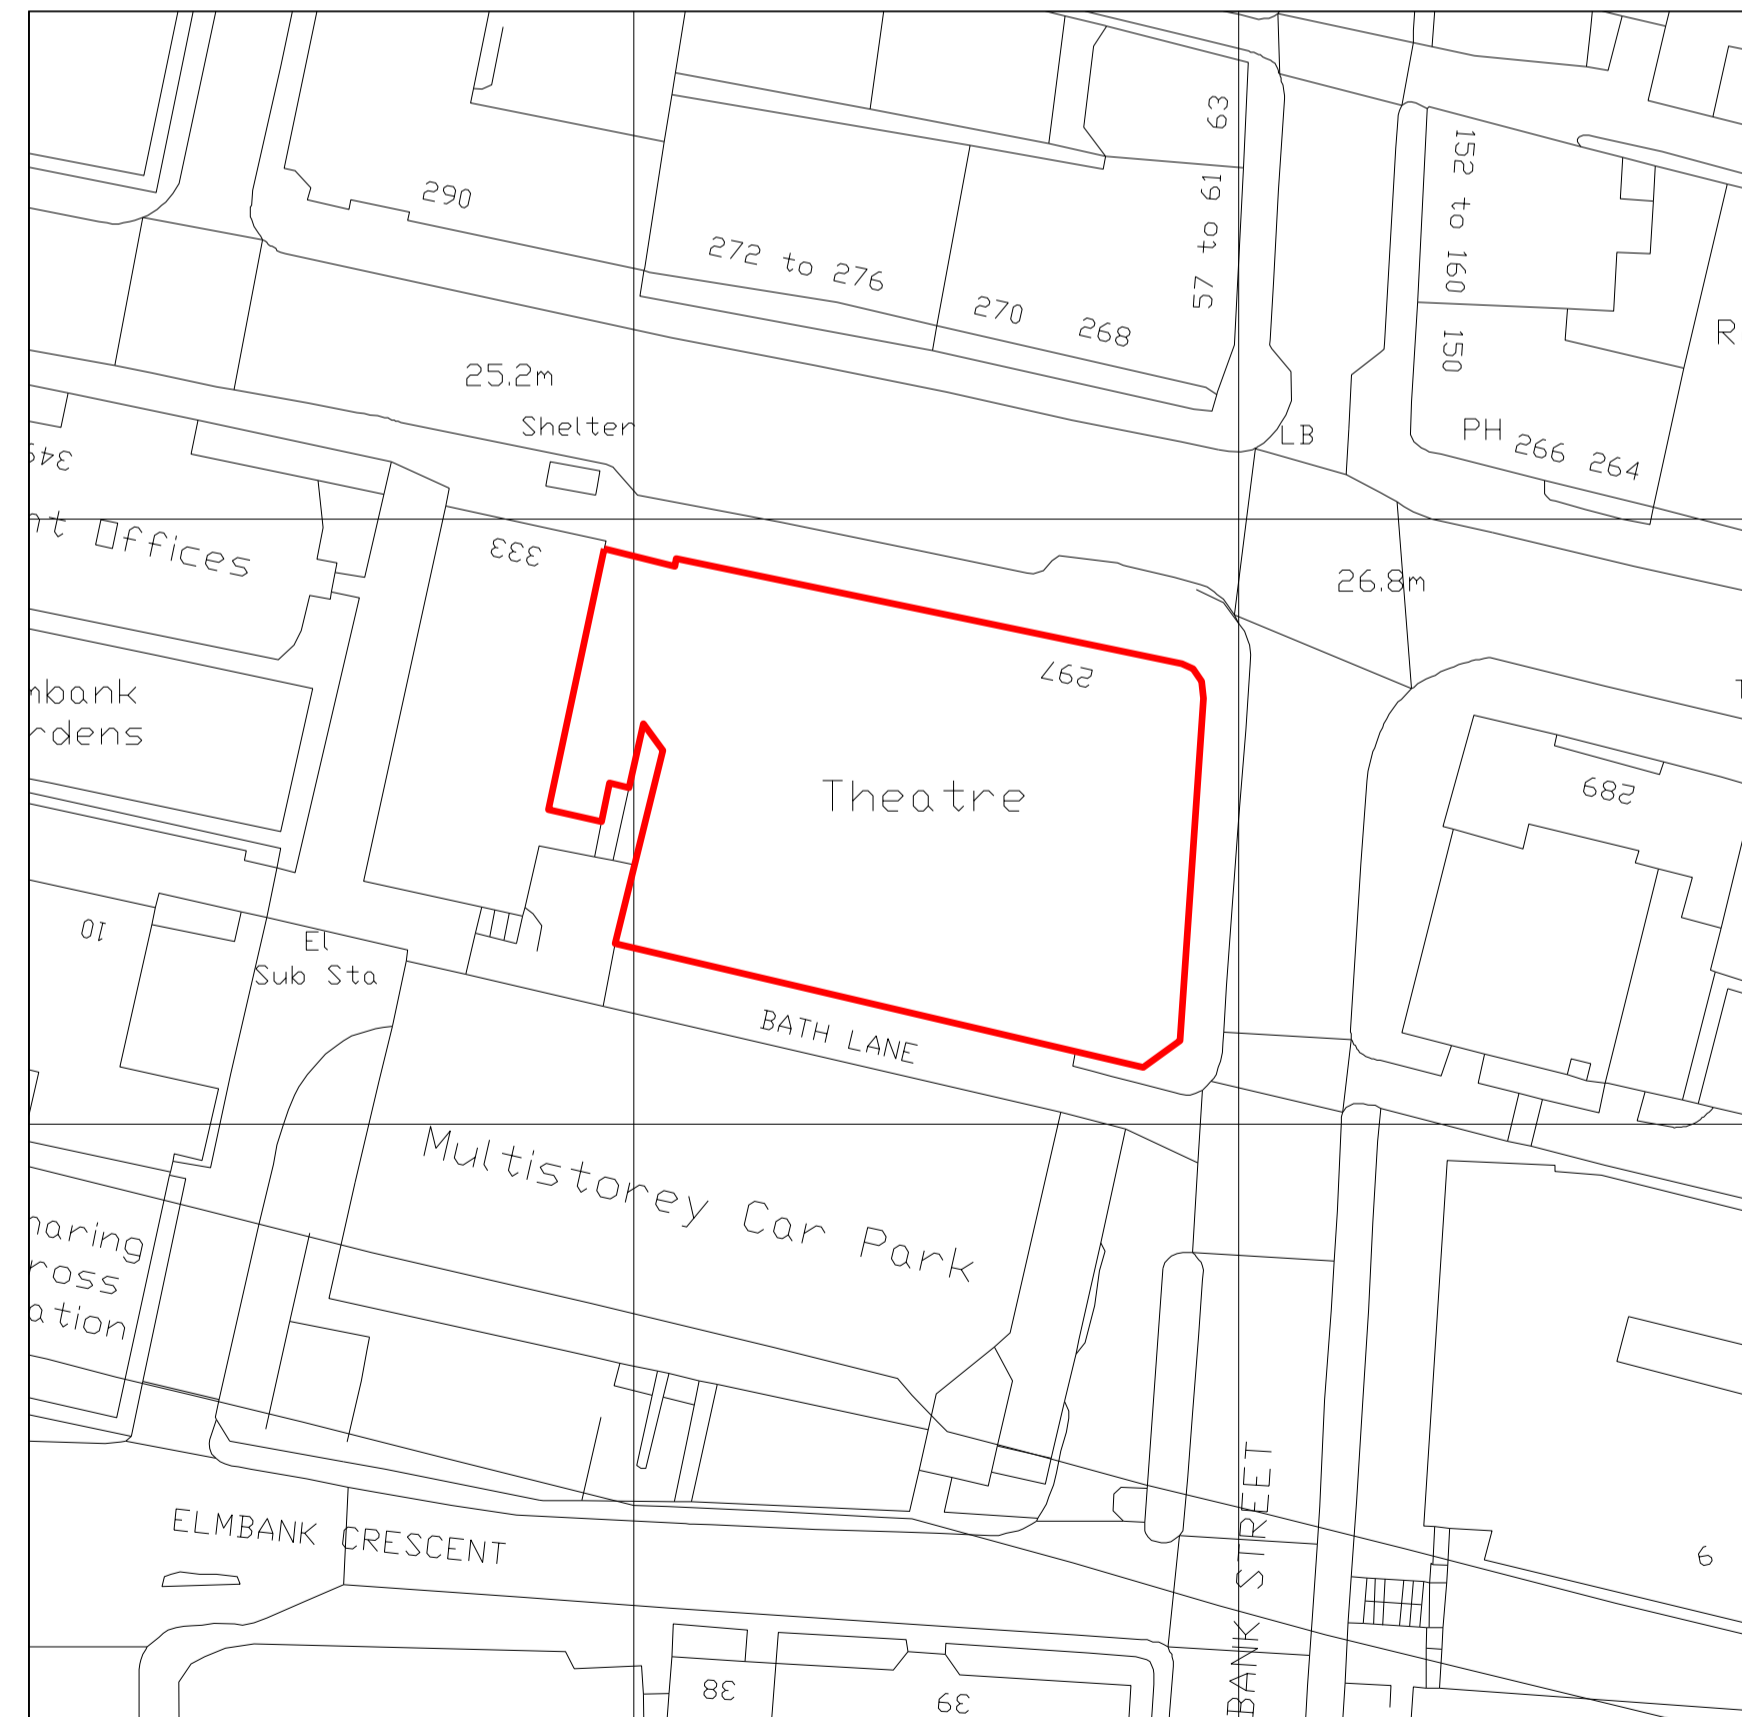 63
57 to 61
152 to 160
150
290
272 to 276
270
268
R
25.2m
Shelter
LB
PH
266
264
349
nt Offices
333
26.8m
297
mbank
rdens
Theatre
289
10
El
Sub Sta
BATH LANE
Multistorey Car Park
haring
ross
ation
ELMBANK CRESCENT
BANK STREET
38
39